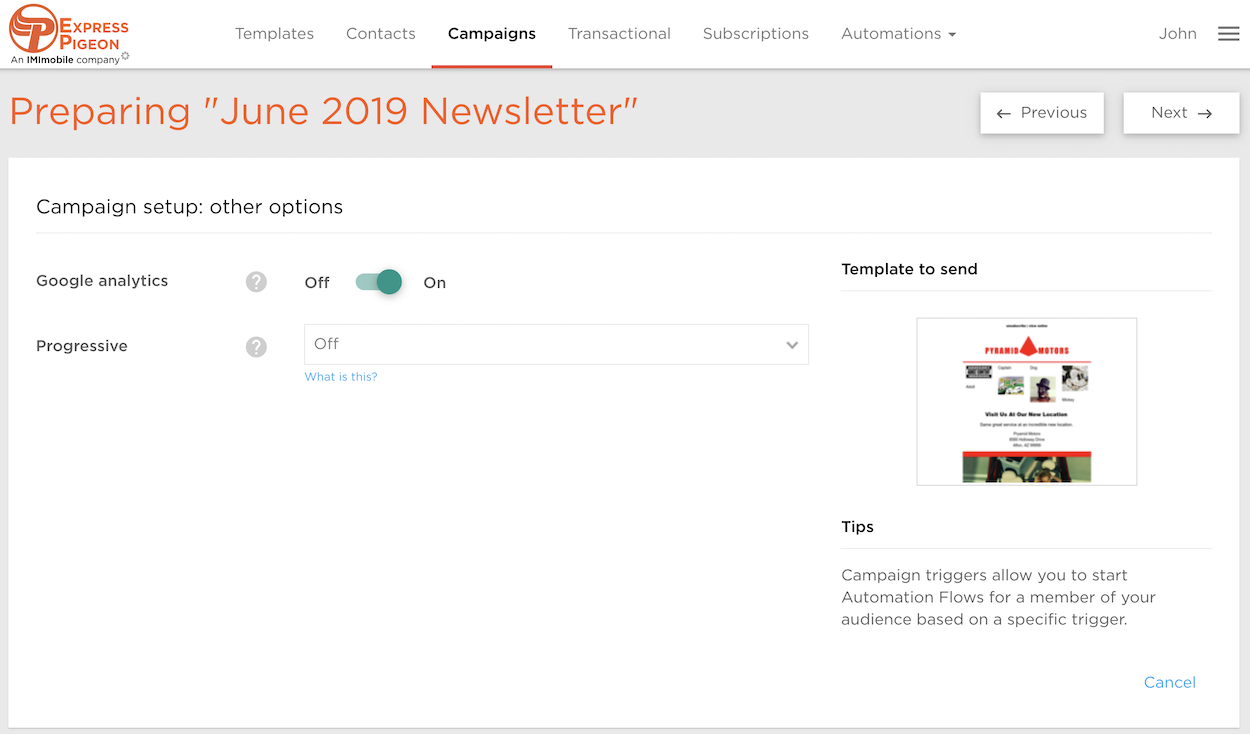 EXPRESS
PIGEON
An IMImobile company
Templates
Contacts
Campaigns
Transactional
Subscriptions
Automations
John
Preparing "June 2019 Newsletter"
← Previous
Next →
Campaign setup: other options
Google analytics
?
Off
On
Progressive
?
Off
What is this?
Template to send
unsubscribe | view online
PYRAMID MOTORS
Captain
Dog
Adult
Mickey
Visit Us At Our New Location
Same great service at an incredible new location.
Pryamid Motors
Tips
Campaign triggers allow you to start
Automation Flows for a member of your
audience based on a specific trigger.
Cancel